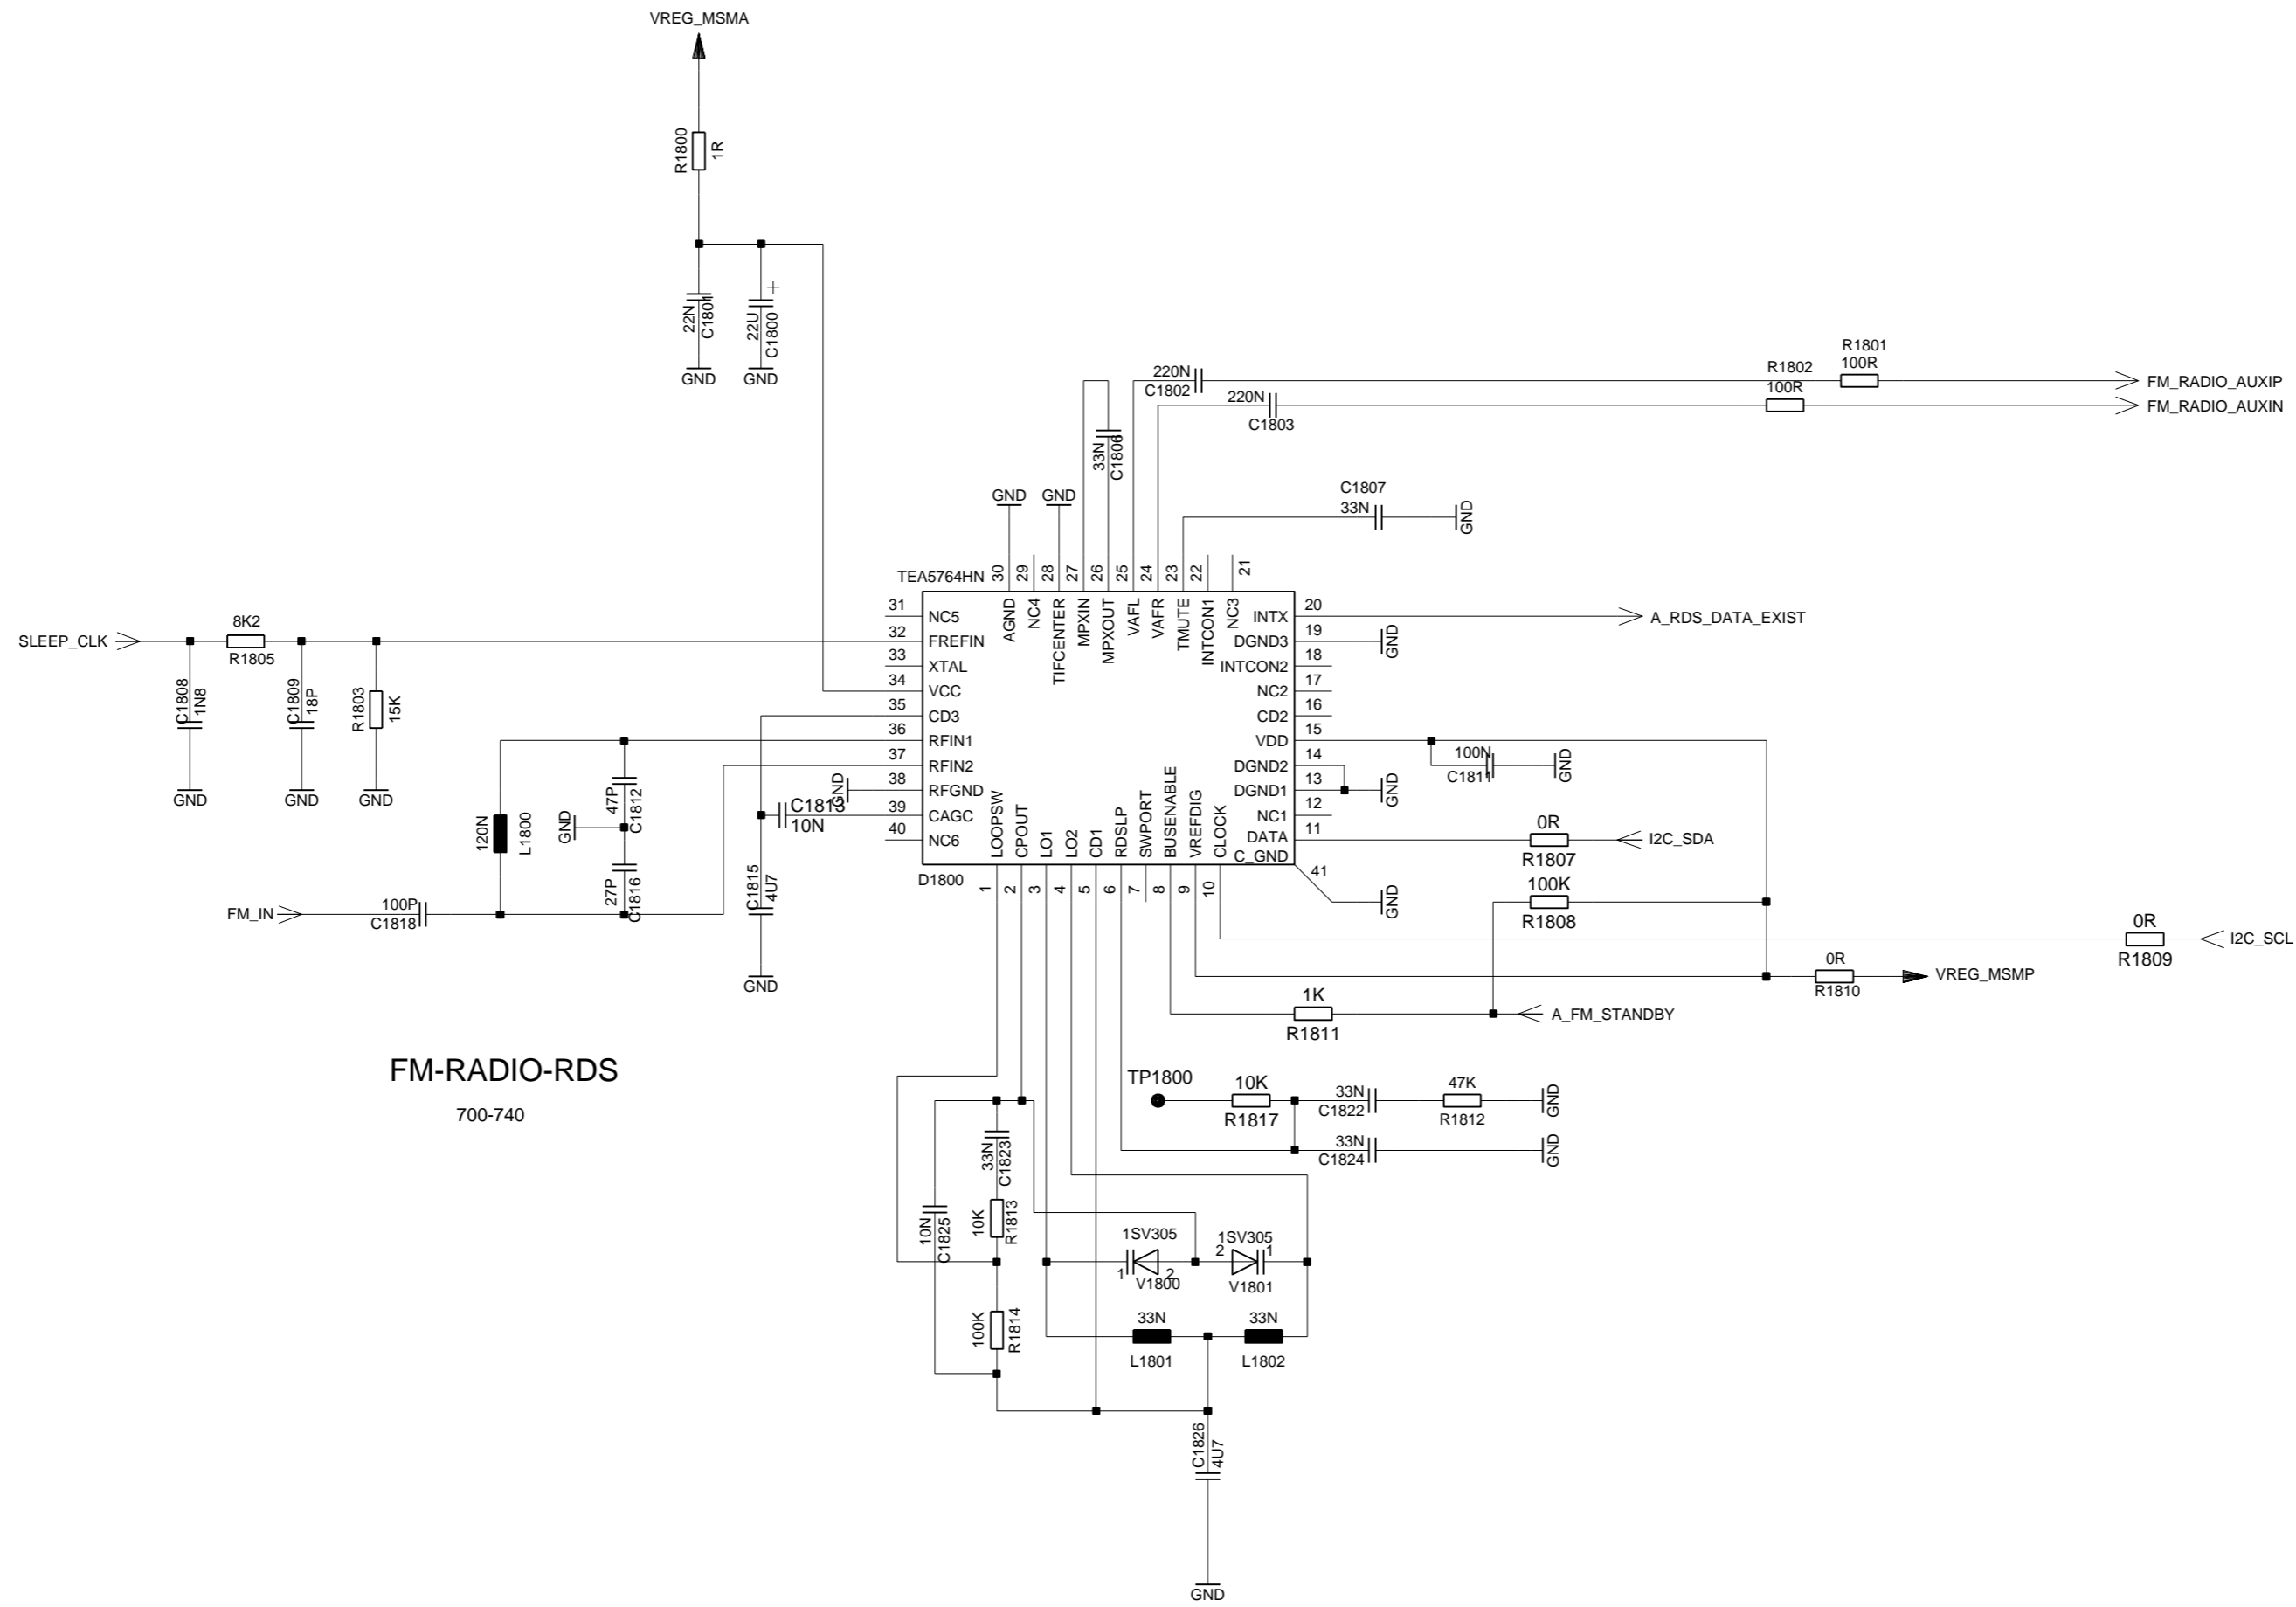 VREG_MSMA
R1800
1R
22N
C1801
+
22U
C1800
GND
GND
R1801
R1802
100R
220N
C1802
100R
FM_RADIO_AUXIP
220N
C1803
FM_RADIO_AUXIN
33N
C1806
C1807
33N
GND
GND
GND
TEA5764HN
30
29
28
27
26
25
24
23
22
21
AGND
NC4
TIFCENTER
MPXIN
MPXOUT
VAFL
VAFR
TMUTE
INTCON1
NC3
31
NC5
32
FREFIN
33
XTAL
34
VCC
35
CD3
36
RFIN1
37
RFIN2
38
RFGND
39
CAGC
40
NC6
INTX
20
A_RDS_DATA_EXIST
DGND3
19
GND
INTCON2
18
NC2
17
CD2
16
VDD
15
DGND2
14
DGND1
13
GND
NC1
12
DATA
11
C_GND
41
GND
LOOPSW
CPOUT
LO1
LO2
CD1
RDSLP
SWPORT
BUSENABLE
VREFDIG
CLOCK
D1800
1
2
3
4
5
6
7
8
9
10
SLEEP_CLK
8K2
R1805
C1808
1N8
GND
C1809
18P
GND
R1803
15K
GND
120N
L1800
47P
C1812
GND
27P
C1816
FM_IN
100P
C1818
GND
C1813
10N
C1815
4U7
GND
100N
C1811
GND
0R
R1807
I2C_SDA
100K
R1808
0R
R1809
I2C_SCL
0R
R1810
VREG_MSMP
1K
R1811
A_FM_STANDBY
FM-RADIO-RDS
700-740
TP1800
10K
R1817
33N
C1822
47K
R1812
GND
33N
C1824
GND
33N
C1823
10N
C1825
10K
R1813
100K
R1814
1SV305
1
2
V1800
1SV305
2
1
V1801
33N
L1801
33N
L1802
C1826
4U7
GND